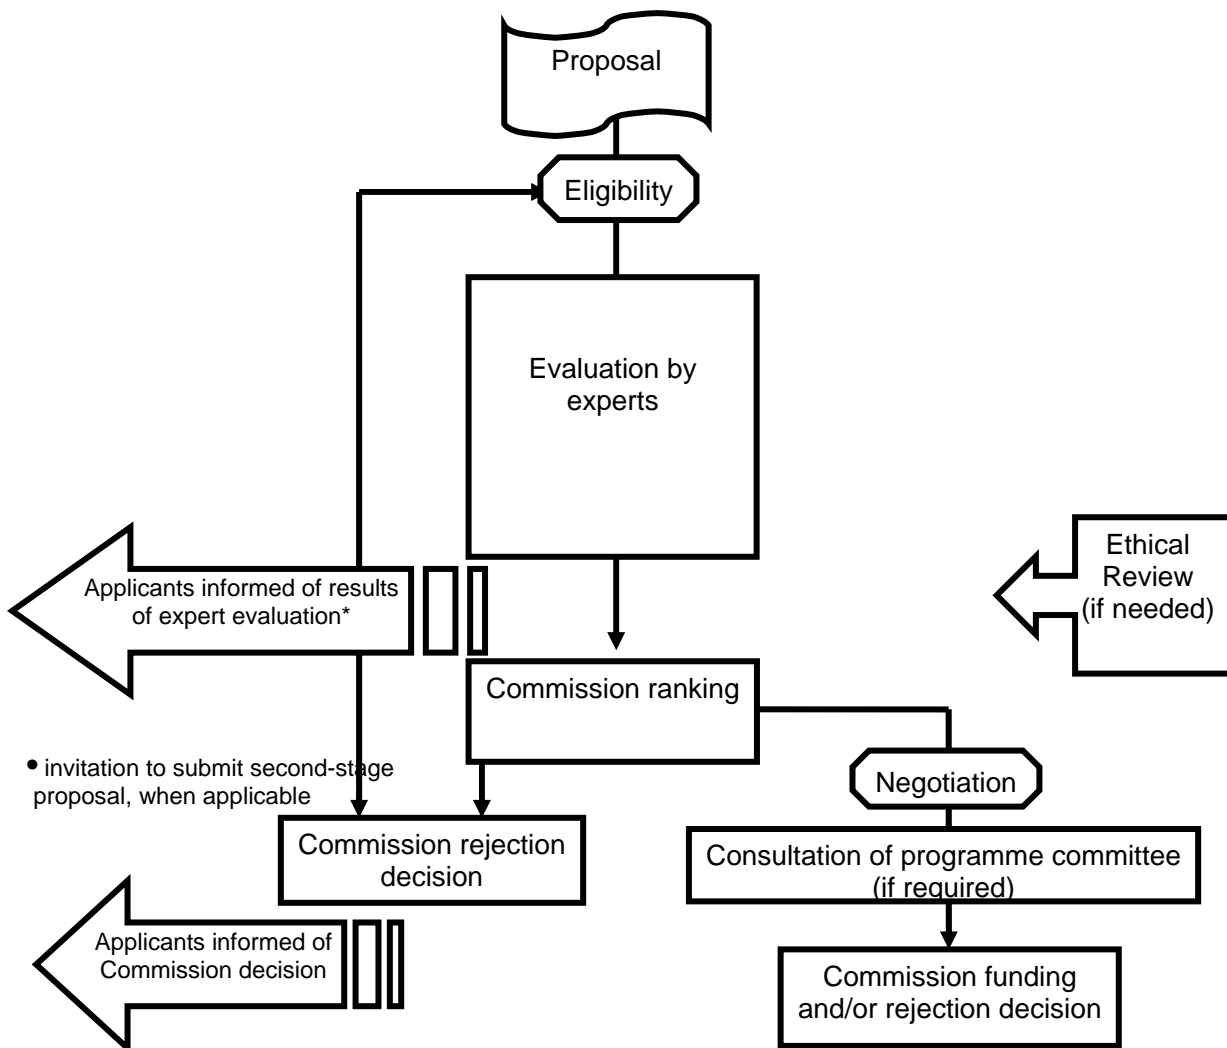 Proposal
Eligibility
Evaluation by
experts
Ethical
Review
(if needed)
Applicants informed of results
of expert evaluation*
Commission ranking
• invitation to submit second-stage
proposal, when applicable
Negotiation
Commission rejection
decision
Consultation of programme committee
(if required)
Applicants informed of
Commission decision
Commission funding
and/or rejection decision